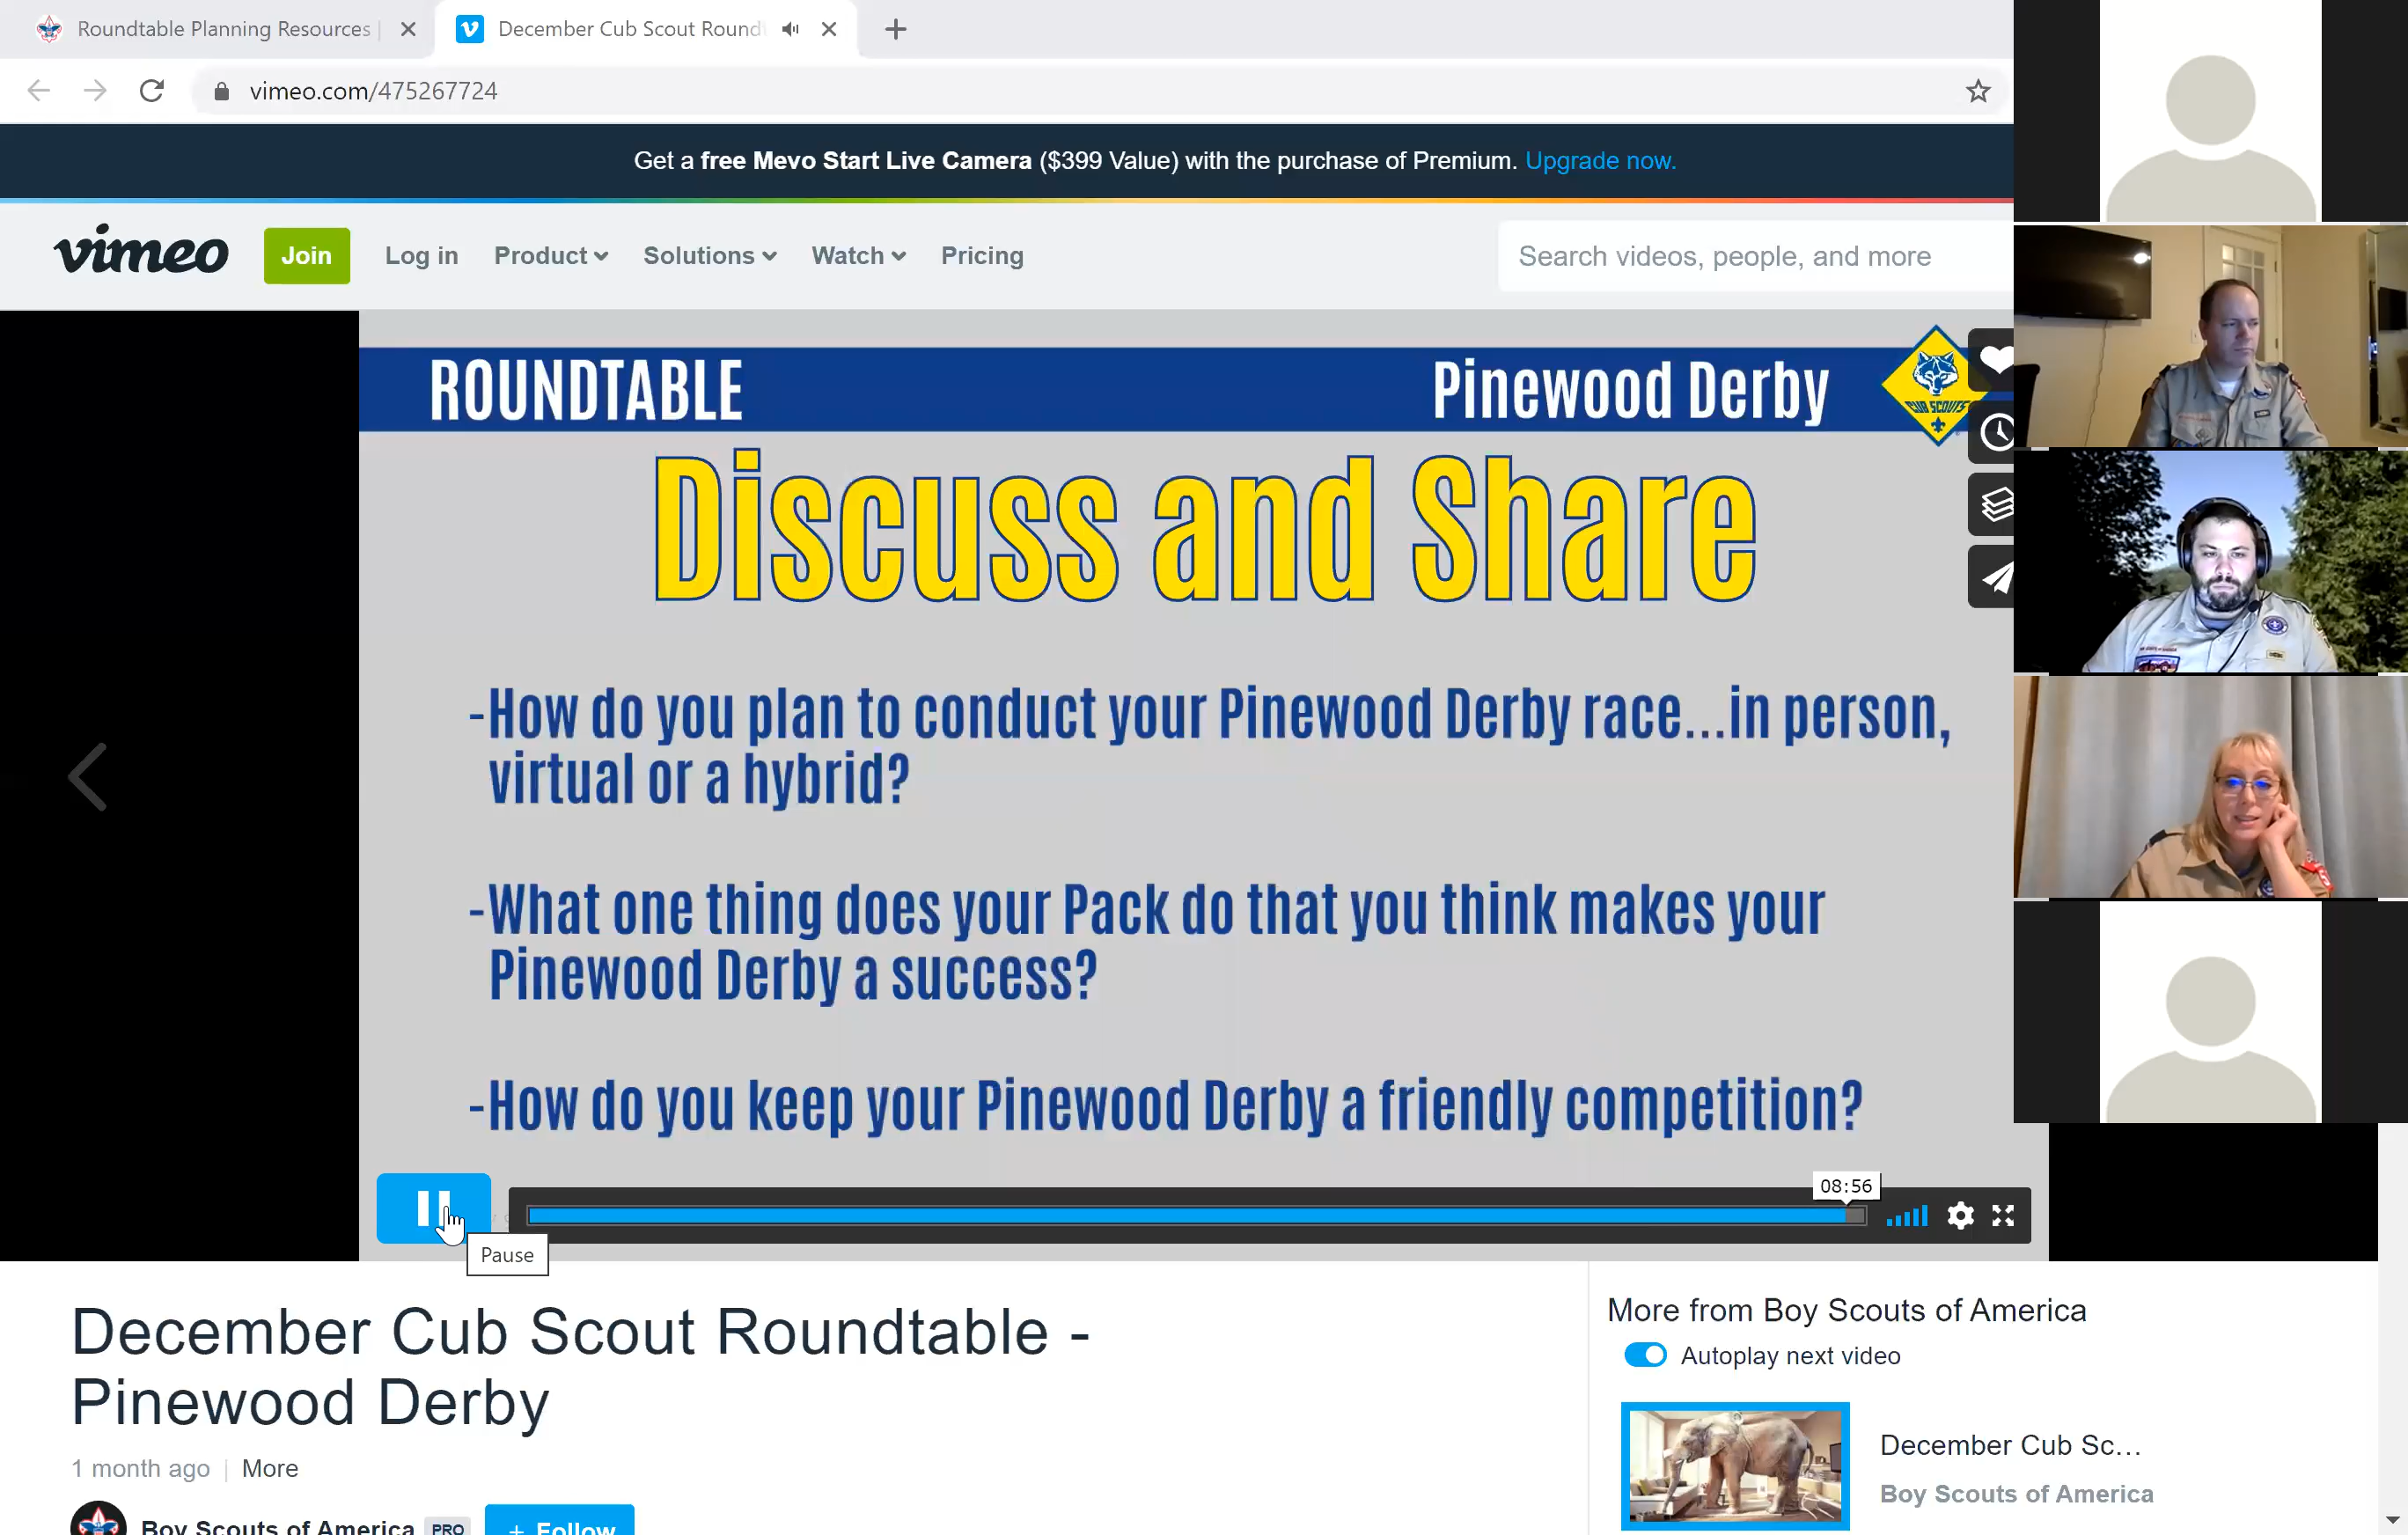 Roundtable Planning Resources |
December Cub Scout Round
vimeo.com/475267724
Get a free Mevo Start Live Camera ($399 Value) with the purchase of Premium. Upgrade now.
vimeo
Join
Log in
Product
Solutions
Watch
Pricing
Search videos, people, and more
ROUNDTABLE
Pinewood Derby
CUB SCOUTS
Discuss and Share
-How do you plan to conduct your Pinewood Derby race...in person,
virtual or a hybrid?
-What one thing does your Pack do that you think makes your
Pinewood Derby a success?
-How do you keep your Pinewood Derby a friendly competition?
08:56
Pause
December Cub Scout Roundtable -
Pinewood Derby
1 month ago | More
Boy Scouts of America PRO
+ Follow
More from Boy Scouts of America
Autoplay next video
December Cub Sc...
Boy Scouts of America